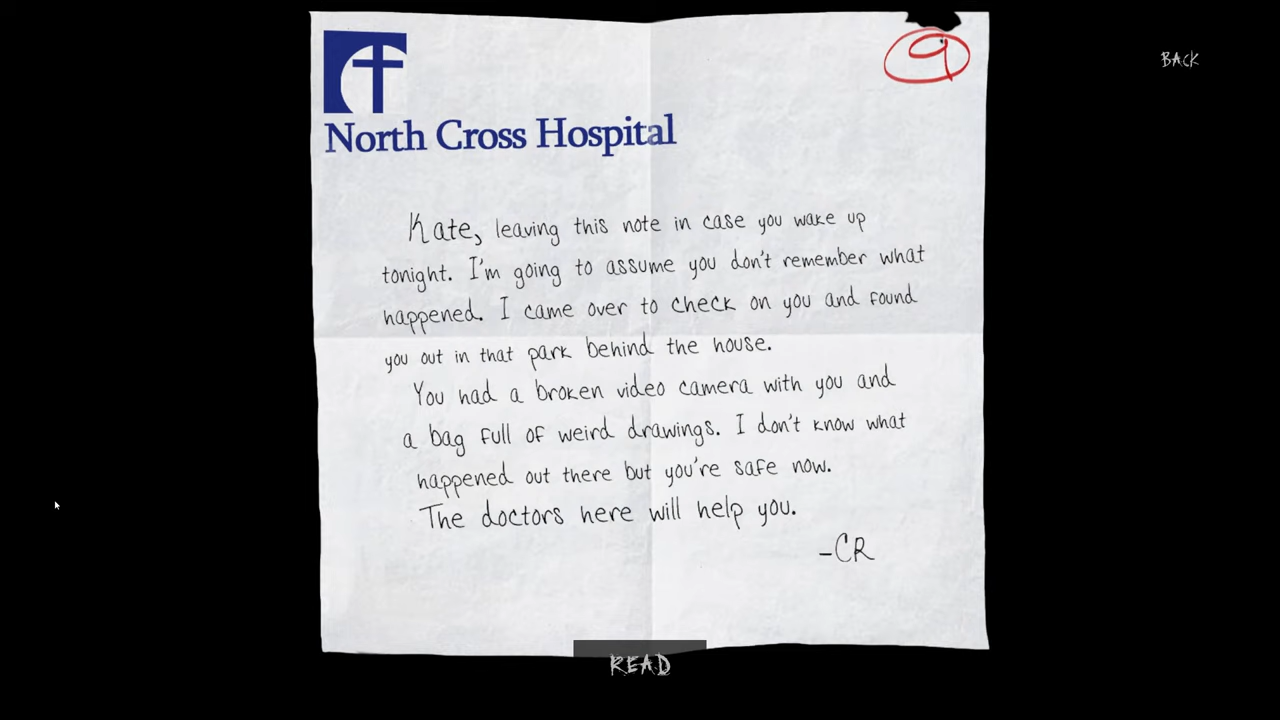 9
BACK
North Cross Hospital
Kate, leaving this note in case you wake up
tonight. I'm going to assume you don't remember what
happened. I came over to check on you and found
you out in that park behind the house.
You had a broken video camera with you and
a bag full of weird drawings. I don't know what
happened out there but you're safe now.
The doctors here will help you.
-CR
READ